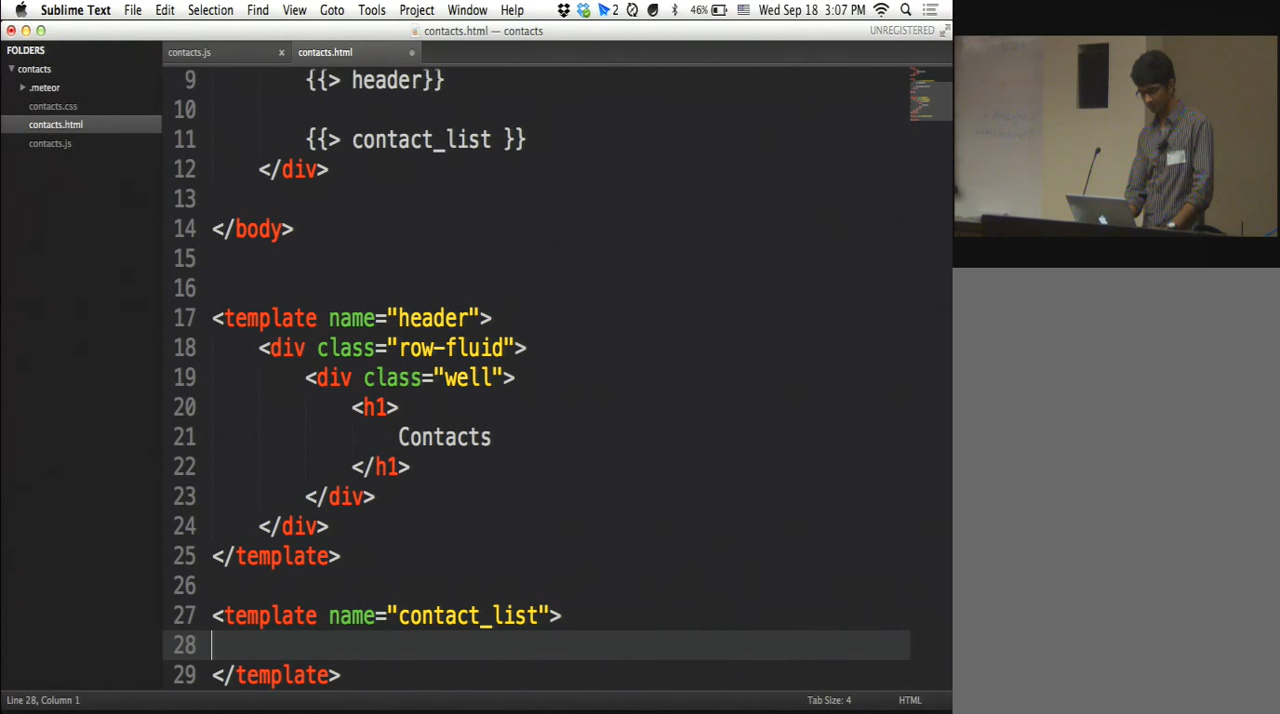 Sublime Text File Edit Selection Find View Goto Tools Project Window Help 2 46% Wed Sep 18 3:07 PM
contacts.html — contacts UNREGISTERED
FOLDERS
contacts
.meteor
contacts.css
contacts.html
contacts.js
contacts.js x contacts.html
9 {{> header}}
10
11 {{> contact_list }}
12 </div>
13
14 </body>
15
16
17 <template name="header">
18 <div class="row-fluid">
19 <div class="well">
20 <h1>
21 Contacts
22 </h1>
23 </div>
24 </div>
25 </template>
26
27 <template name="contact_list">
28
29 </template>
Line 28, Column 1 Tab Size: 4 HTML